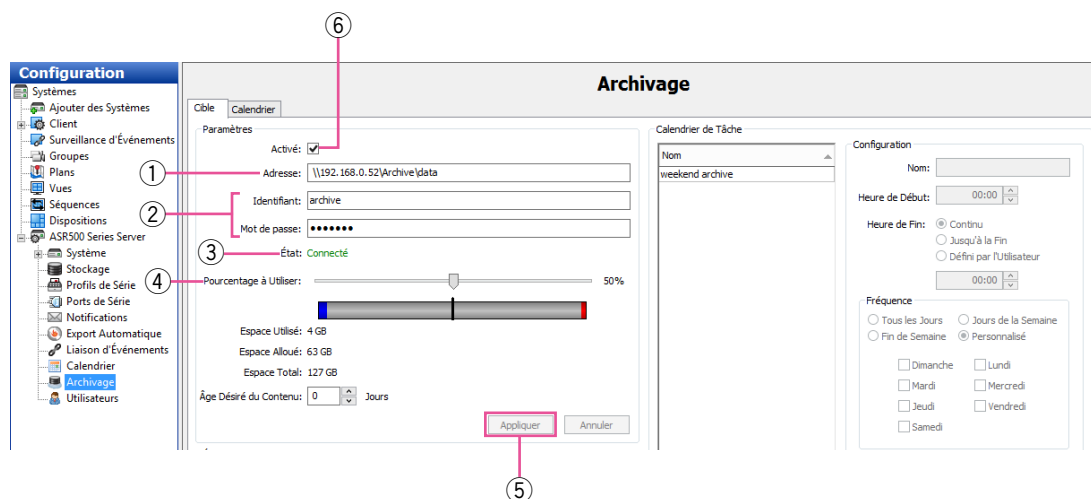 ⑥
Configuration
Systèmes
Ajouter des Systèmes
Client
Surveillance d'Événements
Groupes
Plans
Vues
Séquences
Dispositions
ASR500 Series Server
Système
Stockage
Profils de Série
Ports de Série
Notifications
Export Automatique
Liaison d'Événements
Calendrier
Archivage
Utilisateurs
Archivage
Cible
Calendrier
Paramètres
Activé:
① Adresse: \\192.168.0.52\Archive\data
② Identifiant: archive
Mot de passe: •••••••
③ État: Connecté
④ Pourcentage à Utiliser: 50%
Espace Utilisé: 4 GB
Espace Alloué: 63 GB
Espace Total: 127 GB
Âge Désiré du Contenu: 0 Jours
Appliquer
Annuler
⑤
Calendrier de Tâche
Nom
weekend archive
Configuration
Nom:
Heure de Début: 00:00
Heure de Fin: Continu
Jusqu'à la Fin
Défini par l'Utilisateur
00:00
Fréquence
Tous les Jours
Jours de la Semaine
Fin de Semaine
Personnalisé
Dimanche
Lundi
Mardi
Mercredi
Jeudi
Vendredi
Samedi